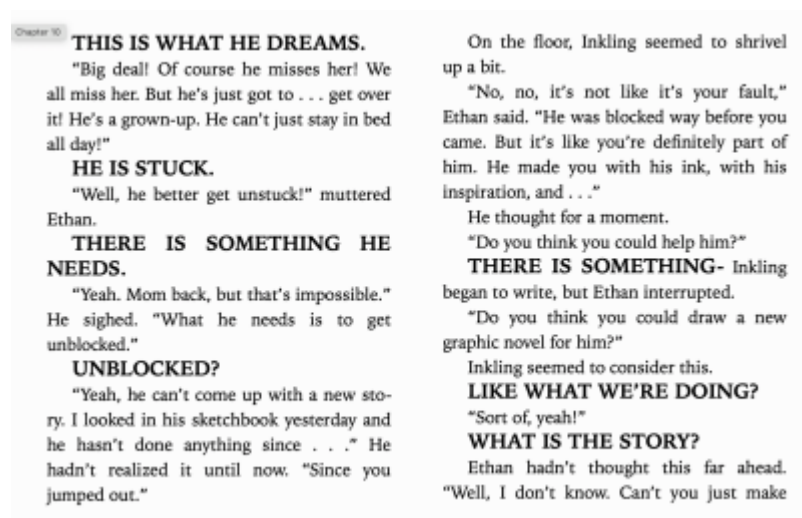 Chapter 10
THIS IS WHAT HE DREAMS.
“Big deal! Of course he misses her! We
all miss her. But he’s just got to . . . get over
it! He’s a grown-up. He can’t just stay in bed
all day!”
HE IS STUCK.
“Well, he better get unstuck!” muttered
Ethan.
THERE IS SOMETHING HE
NEEDS.
“Yeah. Mom back, but that’s impossible.”
He sighed. “What he needs is to get
unblocked.”
UNBLOCKED?
“Yeah, he can’t come up with a new sto-
ry. I looked in his sketchbook yesterday and
he hasn’t done anything since . . .” He
hadn’t realized it until now. “Since you
jumped out.”
On the floor, Inkling seemed to shrivel
up a bit.
“No, no, it’s not like it’s your fault,”
Ethan said. “He was blocked way before you
came. But it’s like you’re definitely part of
him. He made you with his ink, with his
inspiration, and . . .”
He thought for a moment.
“Do you think you could help him?”
THERE IS SOMETHING- Inkling
began to write, but Ethan interrupted.
“Do you think you could draw a new
graphic novel for him?”
Inkling seemed to consider this.
LIKE WHAT WE’RE DOING?
“Sort of, yeah!”
WHAT IS THE STORY?
Ethan hadn’t thought this far ahead.
“Well, I don’t know. Can’t you just make